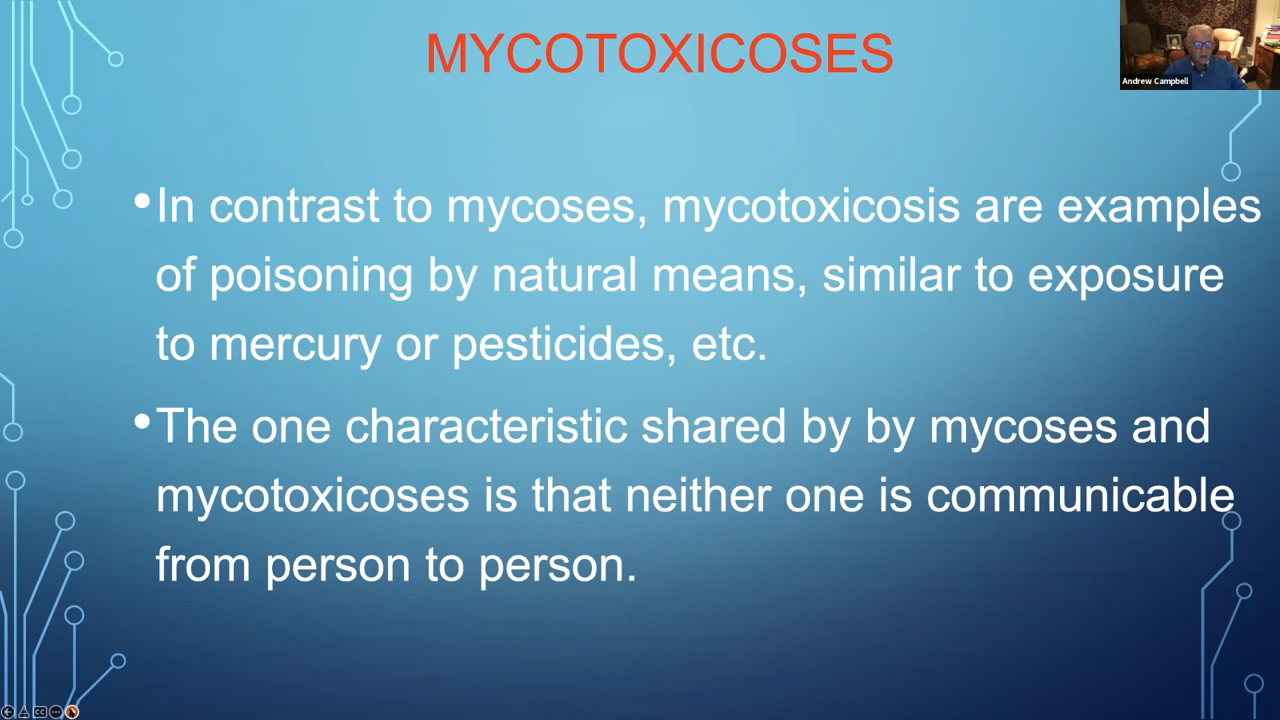 MYCOTOXICOSES
Andrew Campbell
•In contrast to mycoses, mycotoxicosis are examples
of poisoning by natural means, similar to exposure
to mercury or pesticides, etc.
•The one characteristic shared by by mycoses and
mycotoxicoses is that neither one is communicable
from person to person.